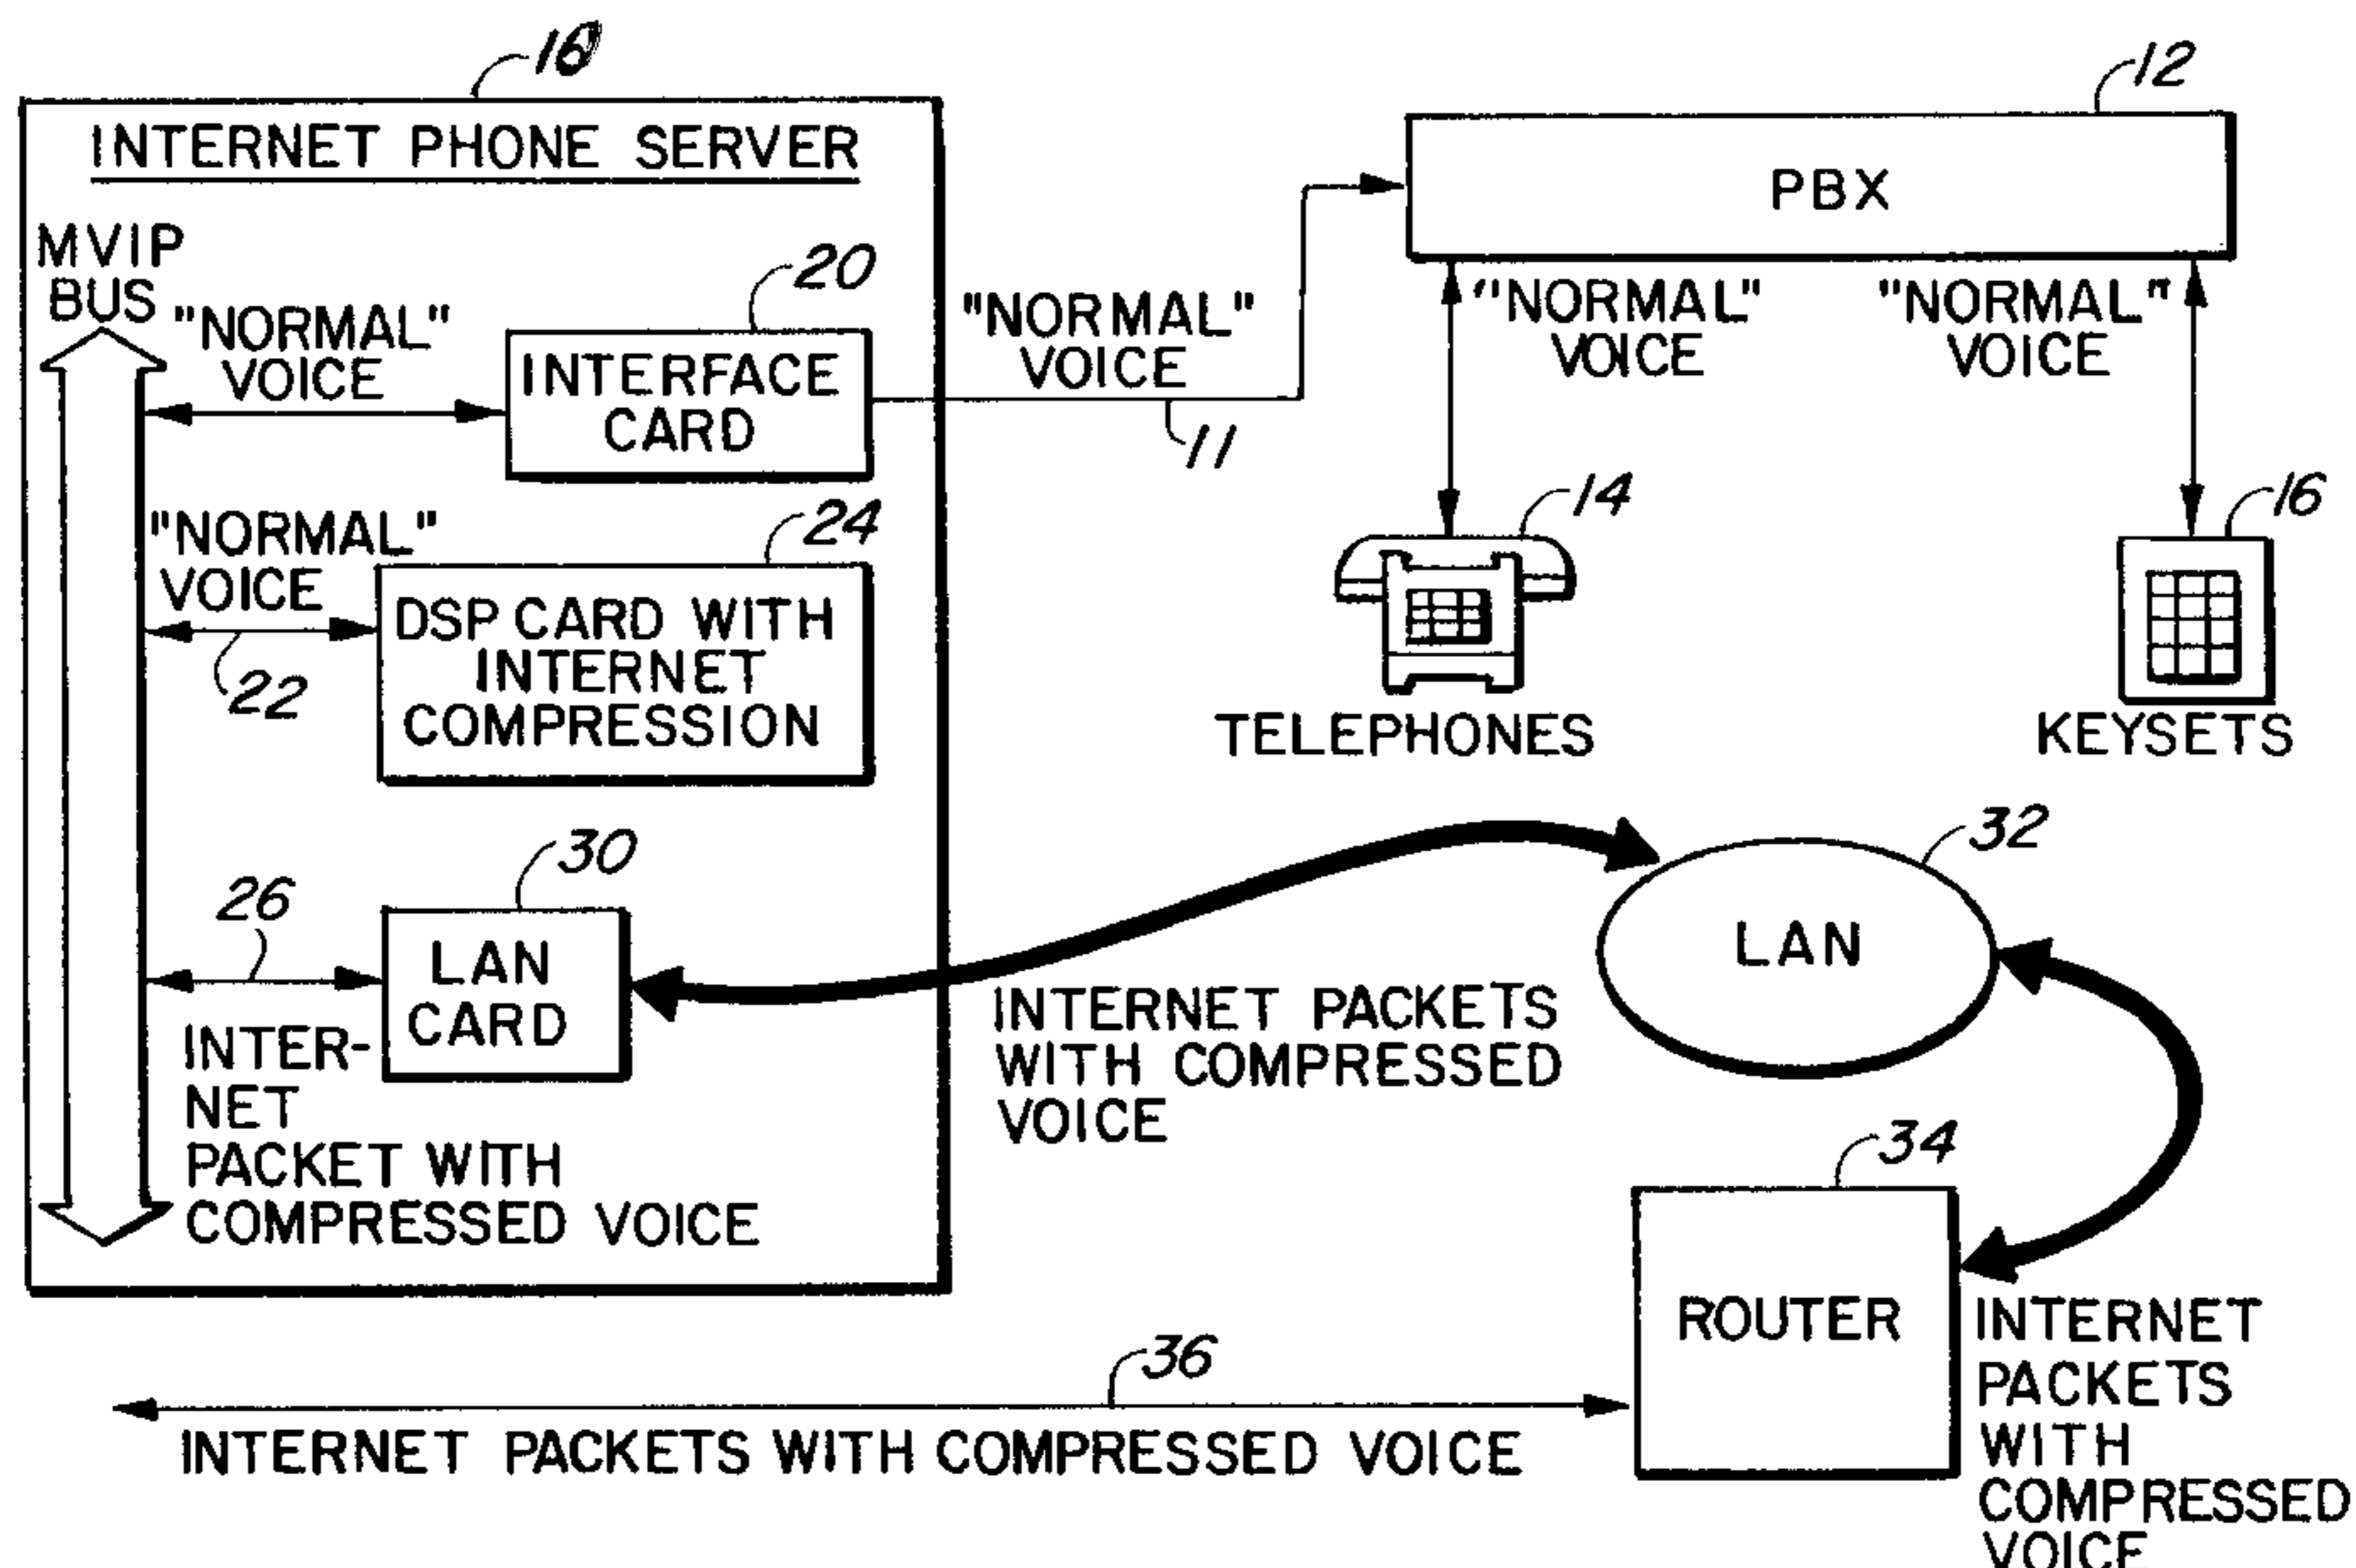 INTERNET PHONE SERVER
MVIP
BUS
"NORMAL"
VOICE
20
INTERFACE
CARD
"NORMAL"
VOICE
22
24
DSP CARD WITH
INTERNET
COMPRESSION
26
30
LAN
CARD
INTER-
NET
PACKET WITH
COMPRESSED VOICE
"NORMAL"
VOICE
11
12
PBX
"NORMAL"
VOICE
"NORMAL"
VOICE
14
TELEPHONES
16
KEYSETS
32
LAN
INTERNET PACKETS
WITH COMPRESSED
VOICE
34
ROUTER
INTERNET
PACKETS
WITH
COMPRESSED
VOICE
36
INTERNET PACKETS WITH COMPRESSED VOICE